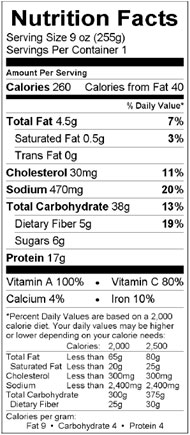 Nutrition Facts
Serving Size 9 oz (255g)
Servings Per Container 1
Amount Per Serving
Calories 260 Calories from Fat 40
% Daily Value*
Total Fat 4.5g 7%
Saturated Fat 0.5g 3%
Trans Fat 0g
Cholesterol 30mg 11%
Sodium 470mg 20%
Total Carbohydrate 38g 13%
Dietary Fiber 5g 19%
Sugars 6g
Protein 17g
Vitamin A 100% • Vitamin C 80%
Calcium 4% • Iron 10%
*Percent Daily Values are based on a 2,000
calorie diet. Your daily values may be higher
or lower depending on your calorie needs:
Calories: 2,000 2,500
Total Fat Less than 65g 80g
Saturated Fat Less than 20g 25g
Cholesterol Less than 300mg 300mg
Sodium Less than 2,400mg 2,400mg
Total Carbohydrate 300g 375g
Dietary Fiber 25g 30g
Calories per gram:
Fat 9 • Carbohydrate 4 • Protein 4